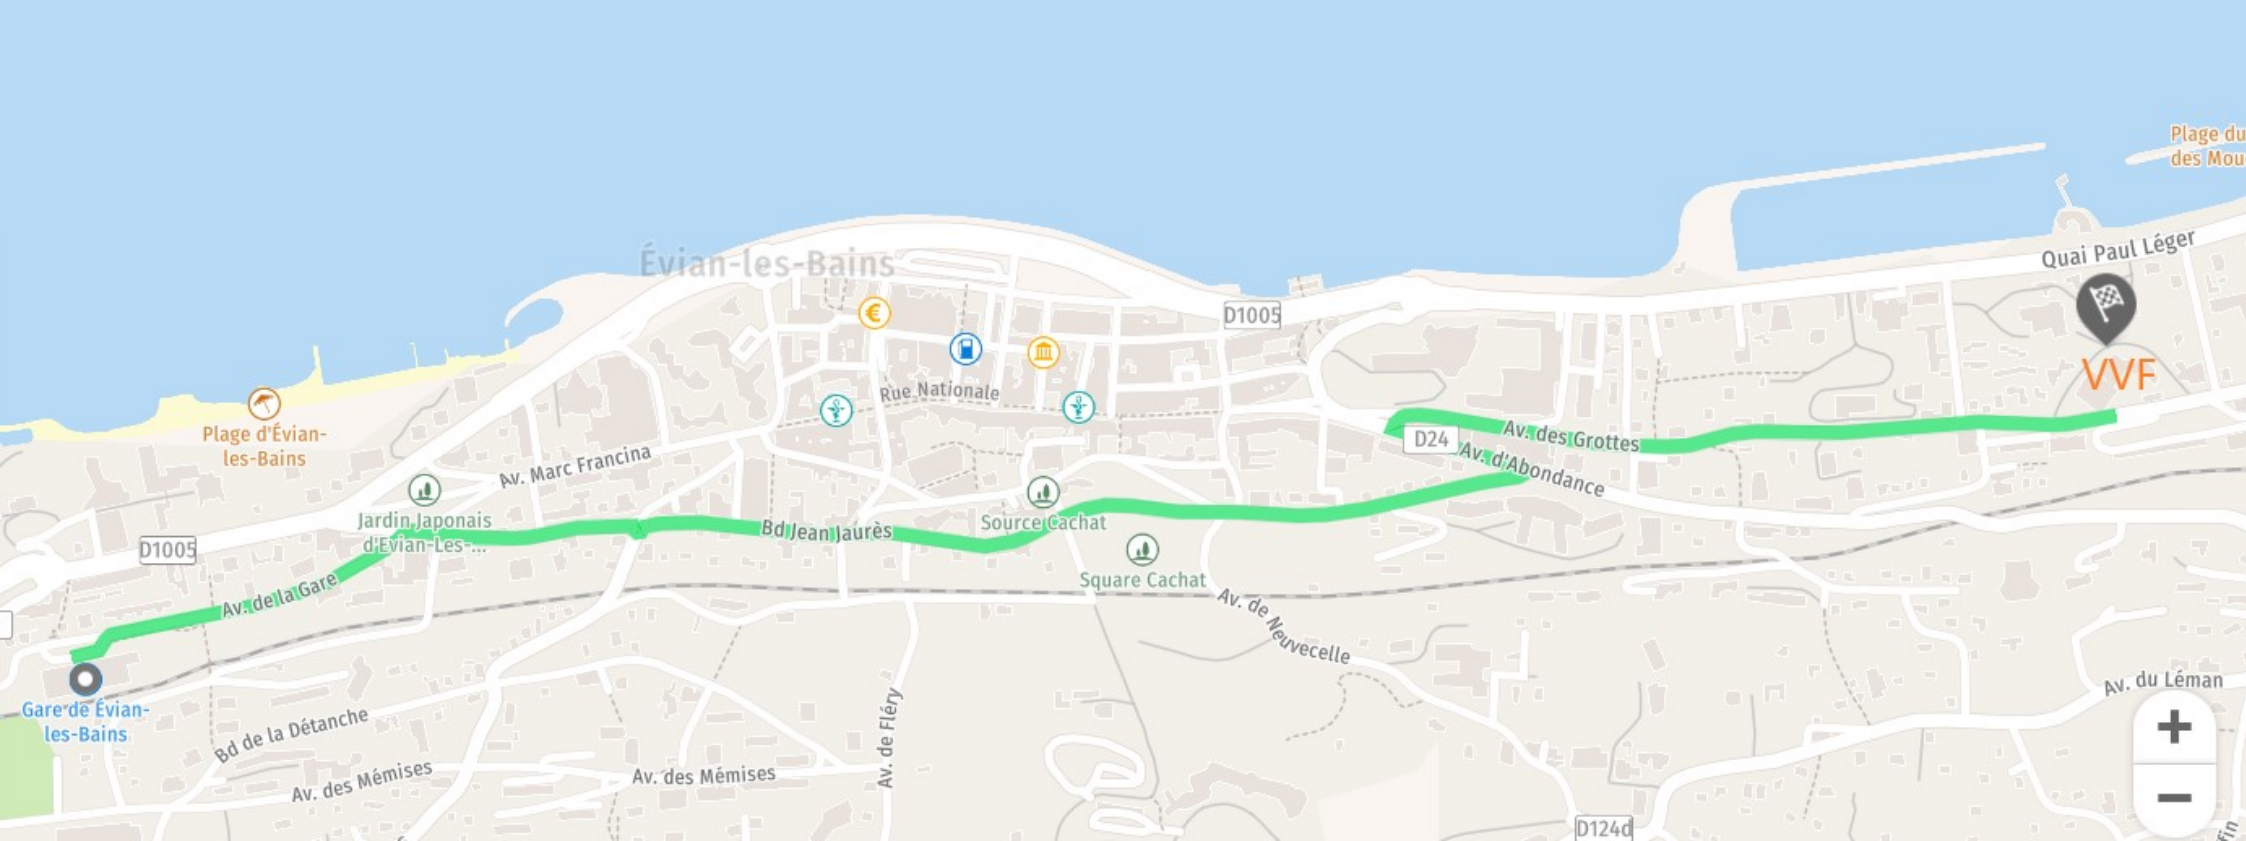 Plage du
des Mou
Quai Paul Léger
Évian-les-Bains
D1005
VVF
Rue Nationale
Plage d'Évian-
les-Bains
Av. des Grottes
D24
Av. d'Abondance
Av. Marc Francina
Jardin Japonais
d'Evian-Les-...
Source Cachat
Bd Jean Jaurès
D1005
Square Cachat
Av. de la Gare
Av. de Neuvecelle
Gare de Évian-
les-Bains
Av. du Léman
Bd de la Détanche
Av. de Fléry
Av. des Mémises
Av. des Mémises
D124d
+
−